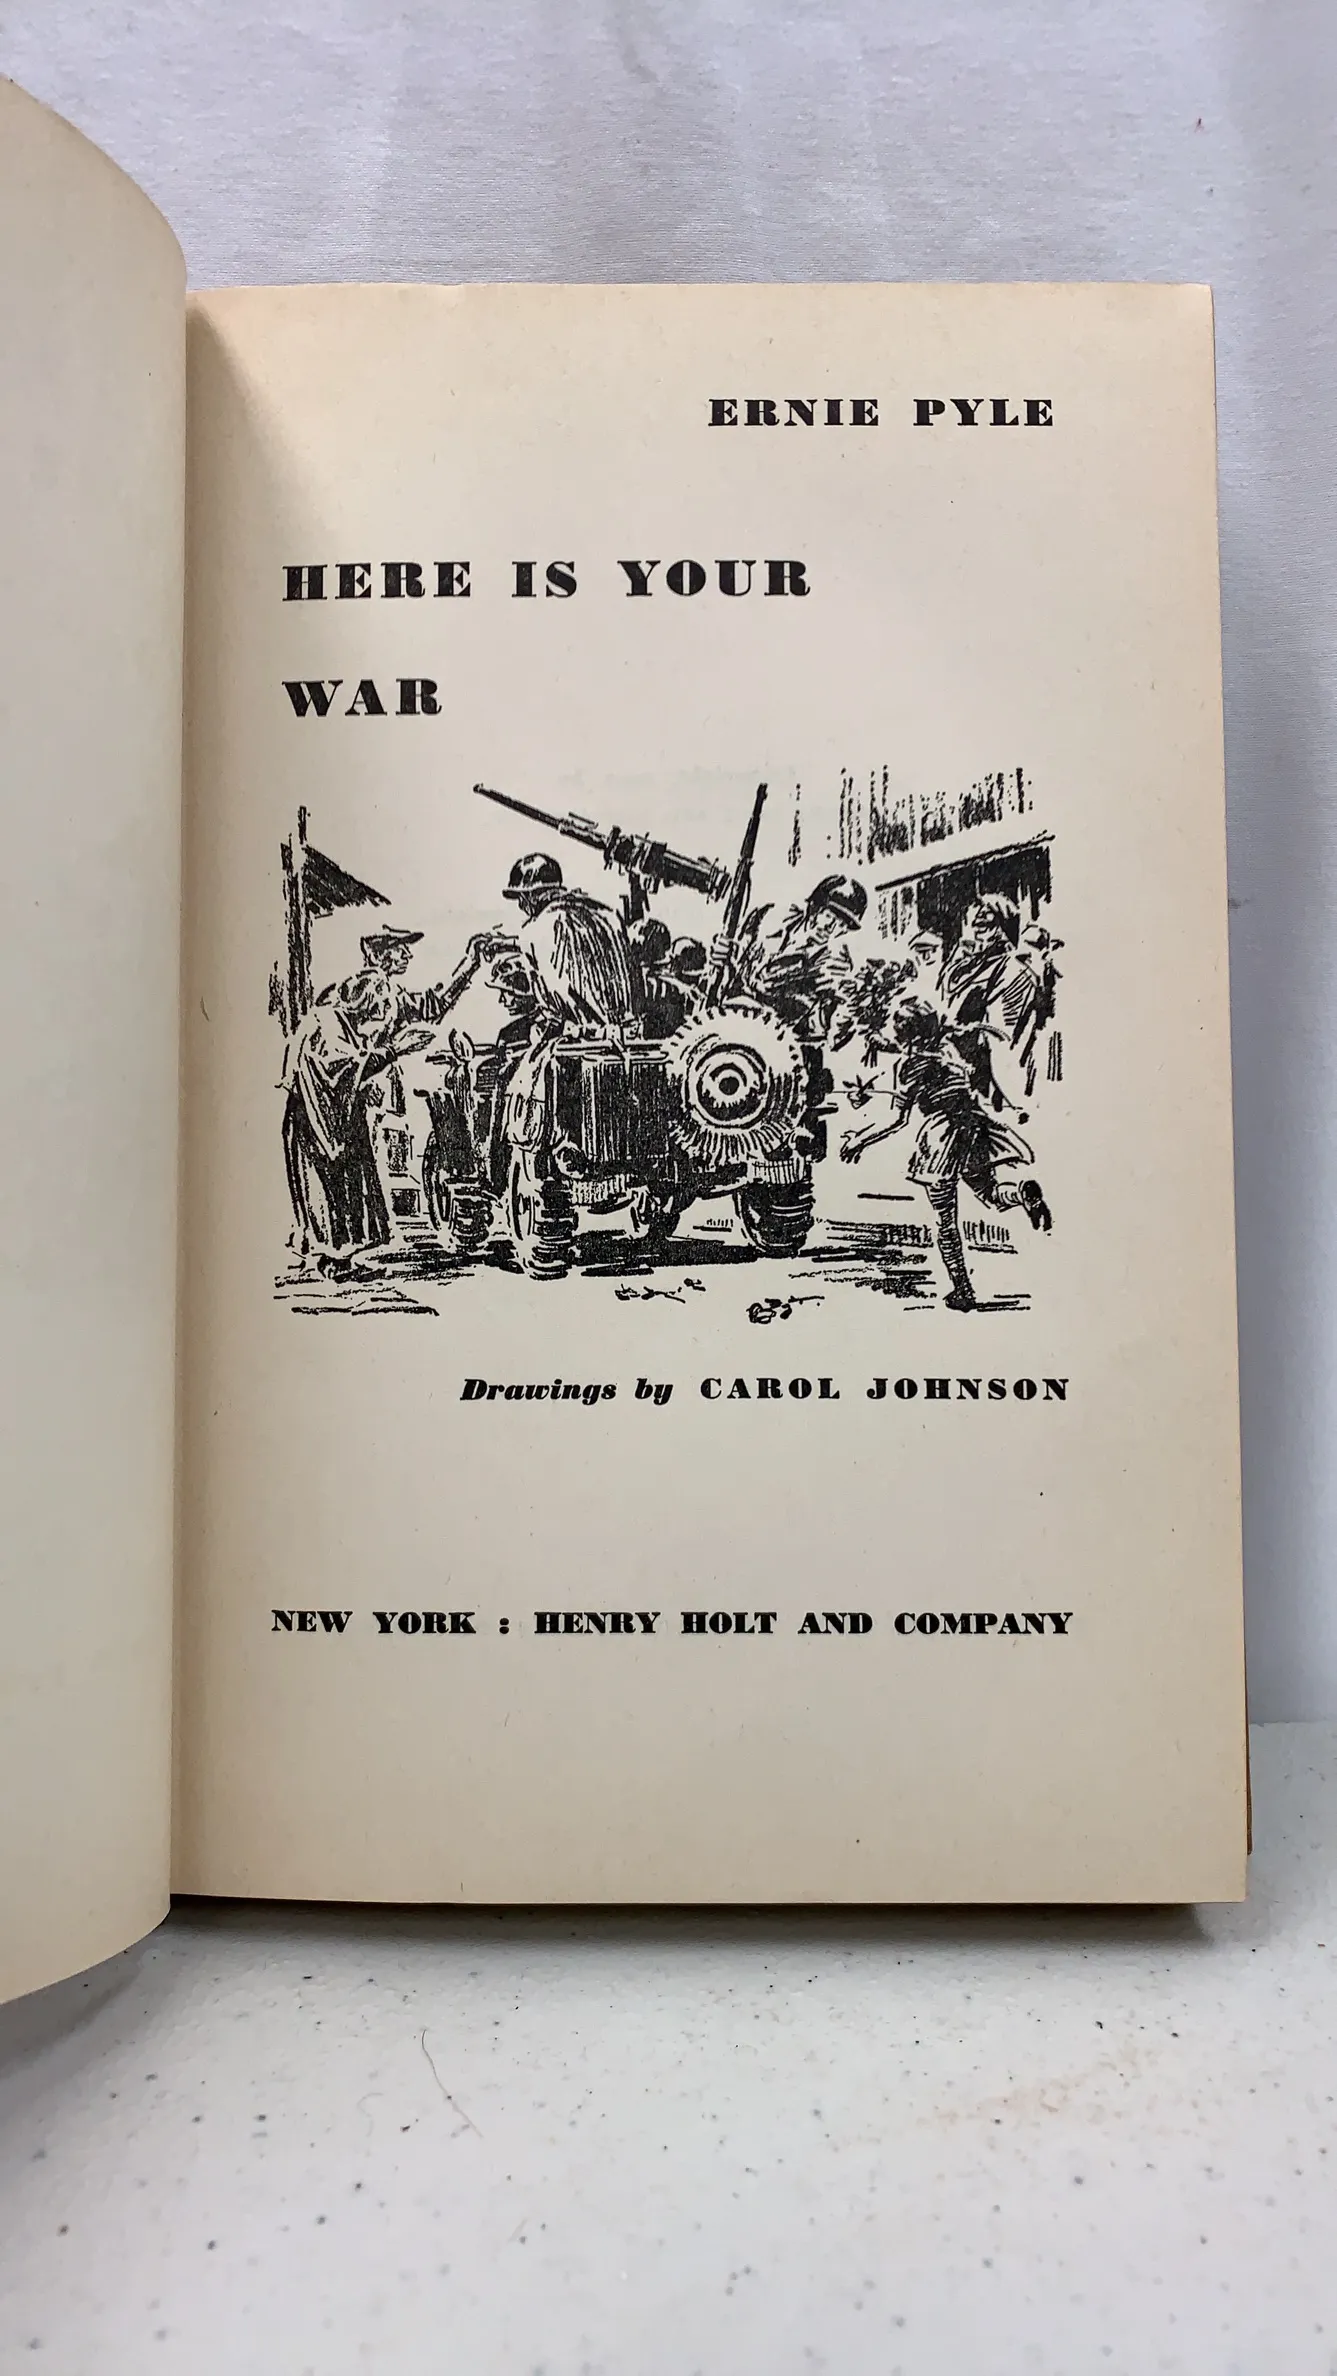 ERNIE PYLE
HERE IS YOUR
WAR
Drawings by CAROL JOHNSON
NEW YORK : HENRY HOLT AND COMPANY